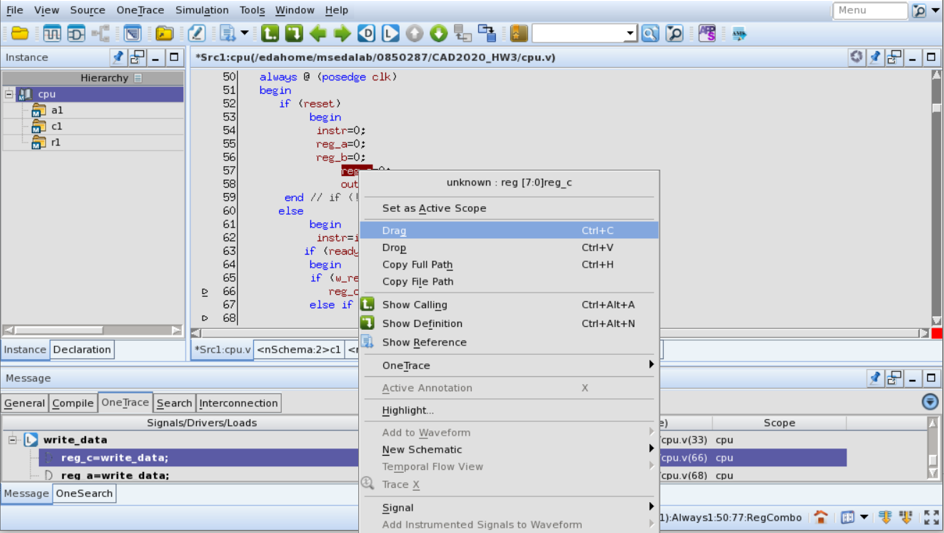 File View Source OneTrace Simulation Tools Window Help Menu
Instance
*Src1:cpu(/edahome/msedalab/0850287/CAD2020_HW3/cpu.v)
Hierarchy
cpu
a1
c1
r1
50 always @ (posedge clk)
51 begin
52 if (reset)
53 begin
54 instr=0;
55 reg_a=0;
56 reg_b=0;
57
58 out
59 end // if (!
60 else
61 begin
62 instr=i
63 if (ready
64 begin
65 if (w_re
66 reg_c
67 else if
68
unknown : reg [7:0]reg_c
Set as Active Scope
Drag Ctrl+C
Drop Ctrl+V
Copy Full Path Ctrl+H
Copy File Path
Show Calling Ctrl+Alt+A
Show Definition Ctrl+Alt+N
Show Reference
OneTrace
Active Annotation X
Highlight...
Add to Waveform
New Schematic
Temporal Flow View
Trace X
Signal
Add Instrumented Signals to Waveform
Instance Declaration
*Src1:cpu.v <nSchema:2>c1
Message
General Compile OneTrace Search Interconnection
Signals/Drivers/Loads Scope
write_data cpu.v(33) cpu
reg_c=write_data; cpu.v(66) cpu
reg_a=write_data; cpu.v(68) cpu
Message OneSearch
1):Always1:50:77:RegCombo